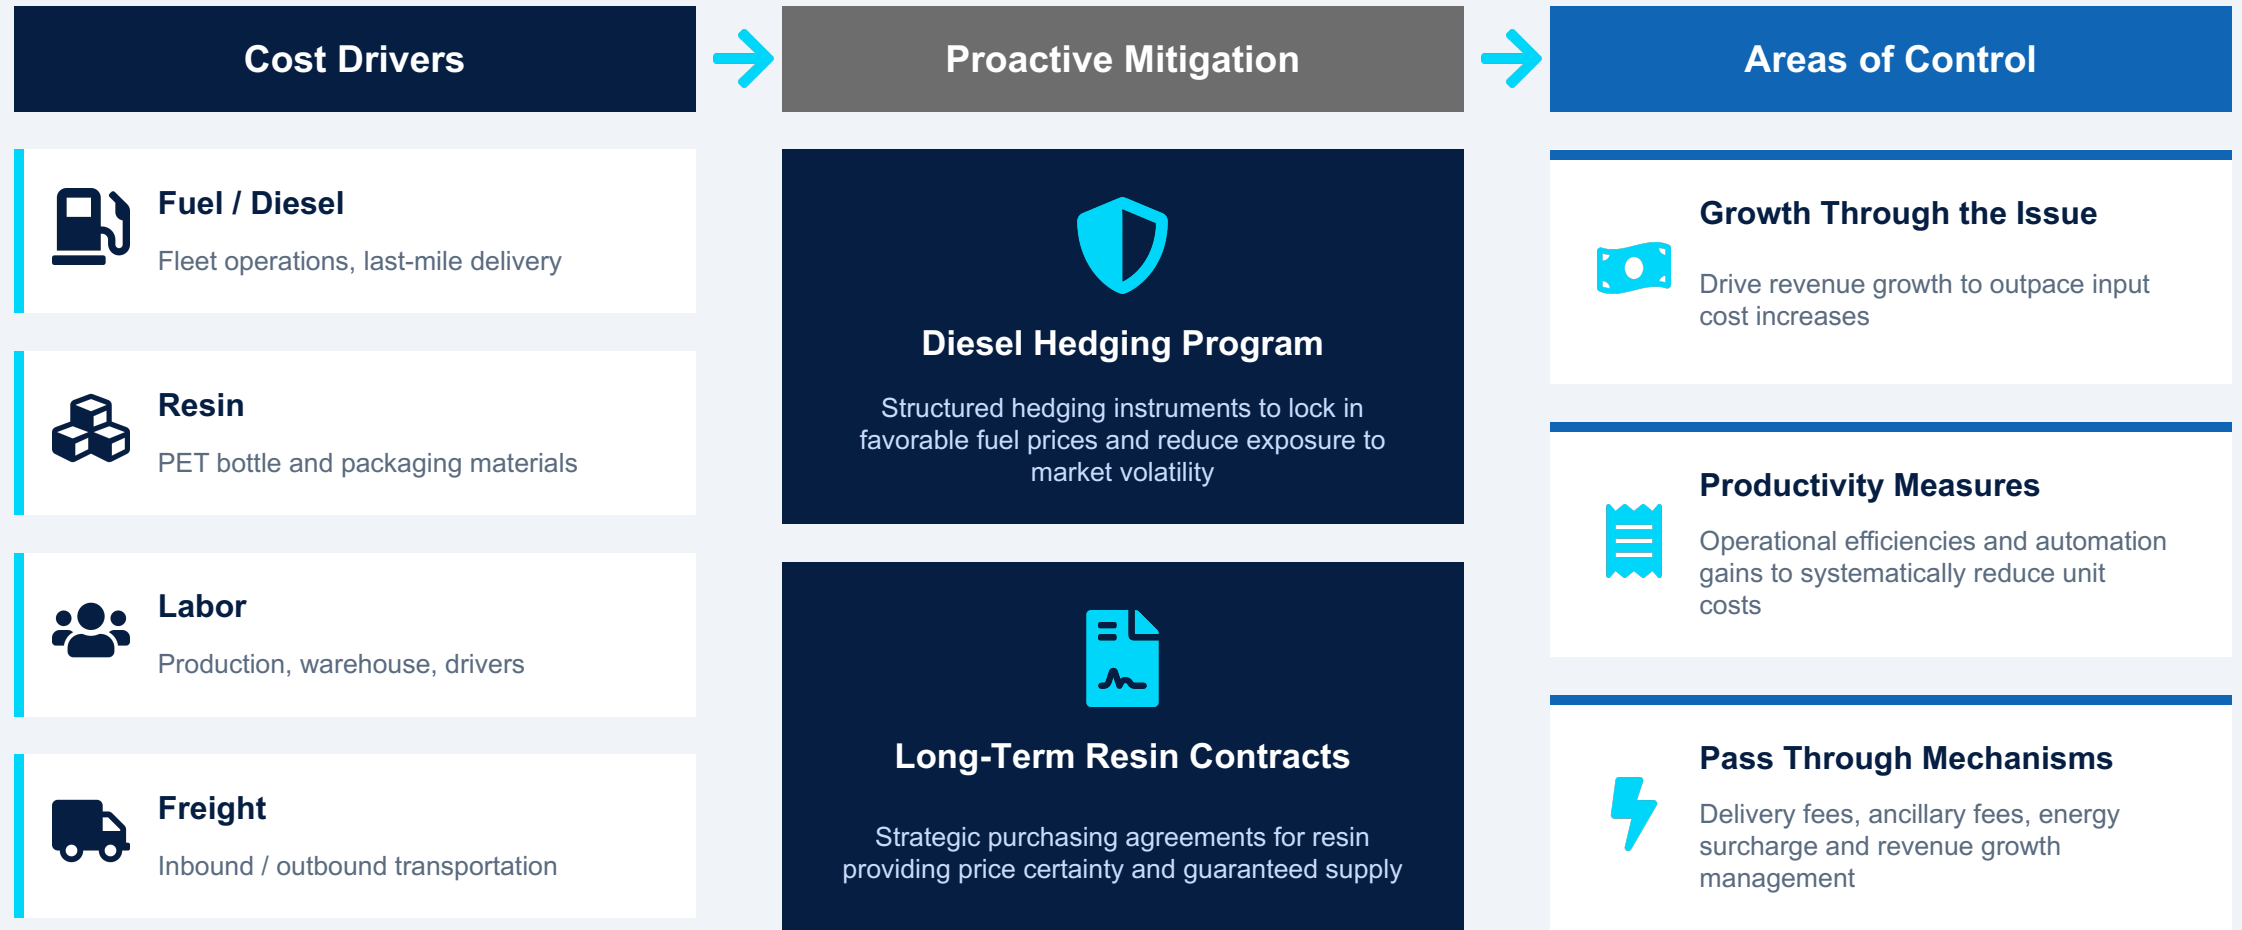 Cost Drivers
Proactive Mitigation
Areas of Control
Fuel / Diesel
Fleet operations, last-mile delivery
Resin
PET bottle and packaging materials
Labor
Production, warehouse, drivers
Freight
Inbound / outbound transportation
Diesel Hedging Program
Structured hedging instruments to lock in
favorable fuel prices and reduce exposure to
market volatility
Long-Term Resin Contracts
Strategic purchasing agreements for resin
providing price certainty and guaranteed supply
Growth Through the Issue
Drive revenue growth to outpace input
cost increases
Productivity Measures
Operational efficiencies and automation
gains to systematically reduce unit
costs
Pass Through Mechanisms
Delivery fees, ancillary fees, energy
surcharge and revenue growth
management